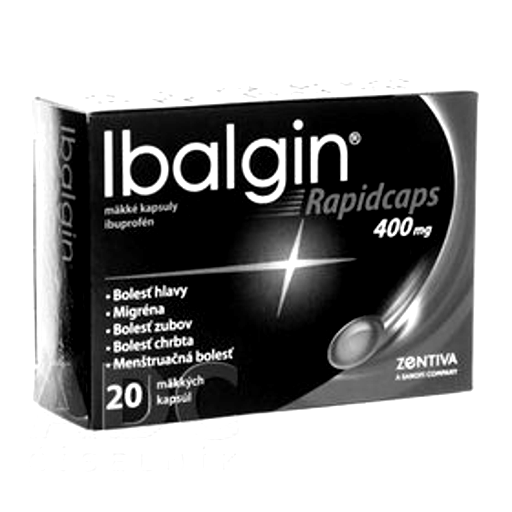 Ibalgin
Ibalgin®
Rapidcaps
mäkké kapsuly
ibuprofén
400 mg
• Bolesť hlavy
• Migréna
• Bolesť zubov
• Bolesť chrbta
• Menštruačná bolesť
20 mäkkých
kapsúl
ZENTIVA
A SANOFI COMPANY